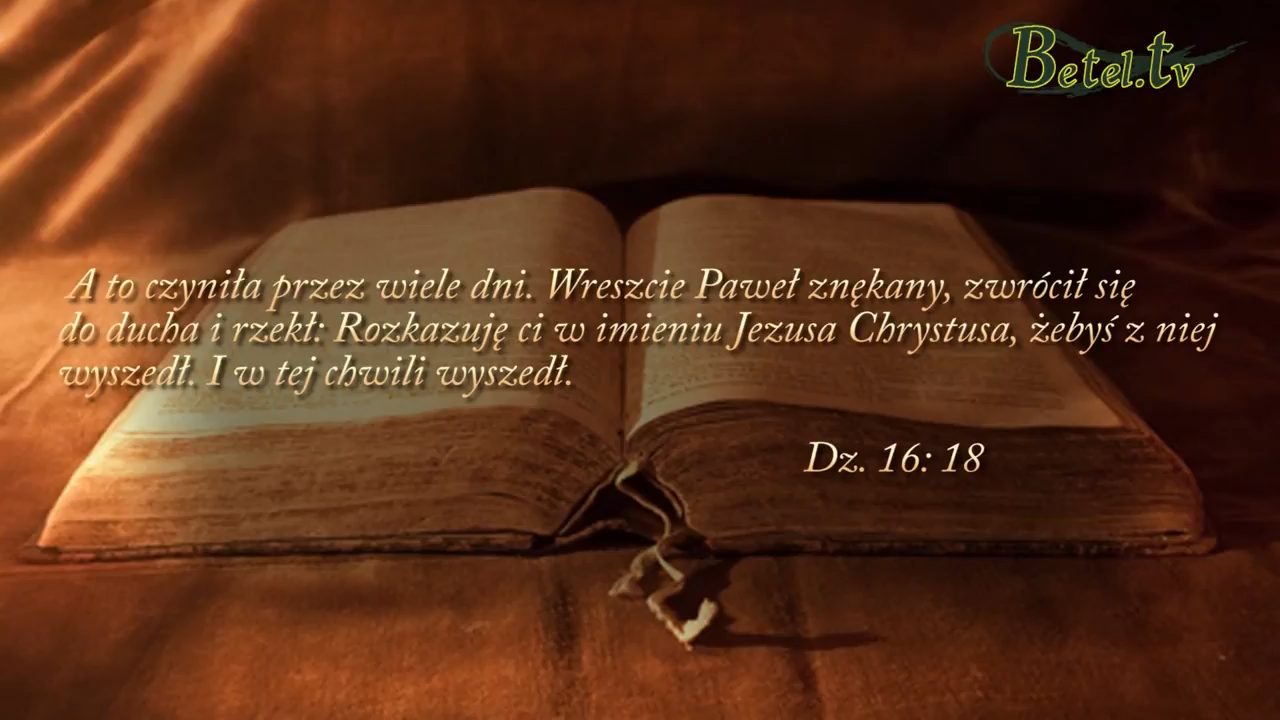 Betel.tv
A to czyniła przez wiele dni. Wreszcie Paweł znękany, zwrócił się
do ducha i rzekł: Rozkazuję ci w imieniu Jezusa Chrystusa, żebyś z niej
wyszedł. I w tej chwili wyszedł.
Dz. 16: 18